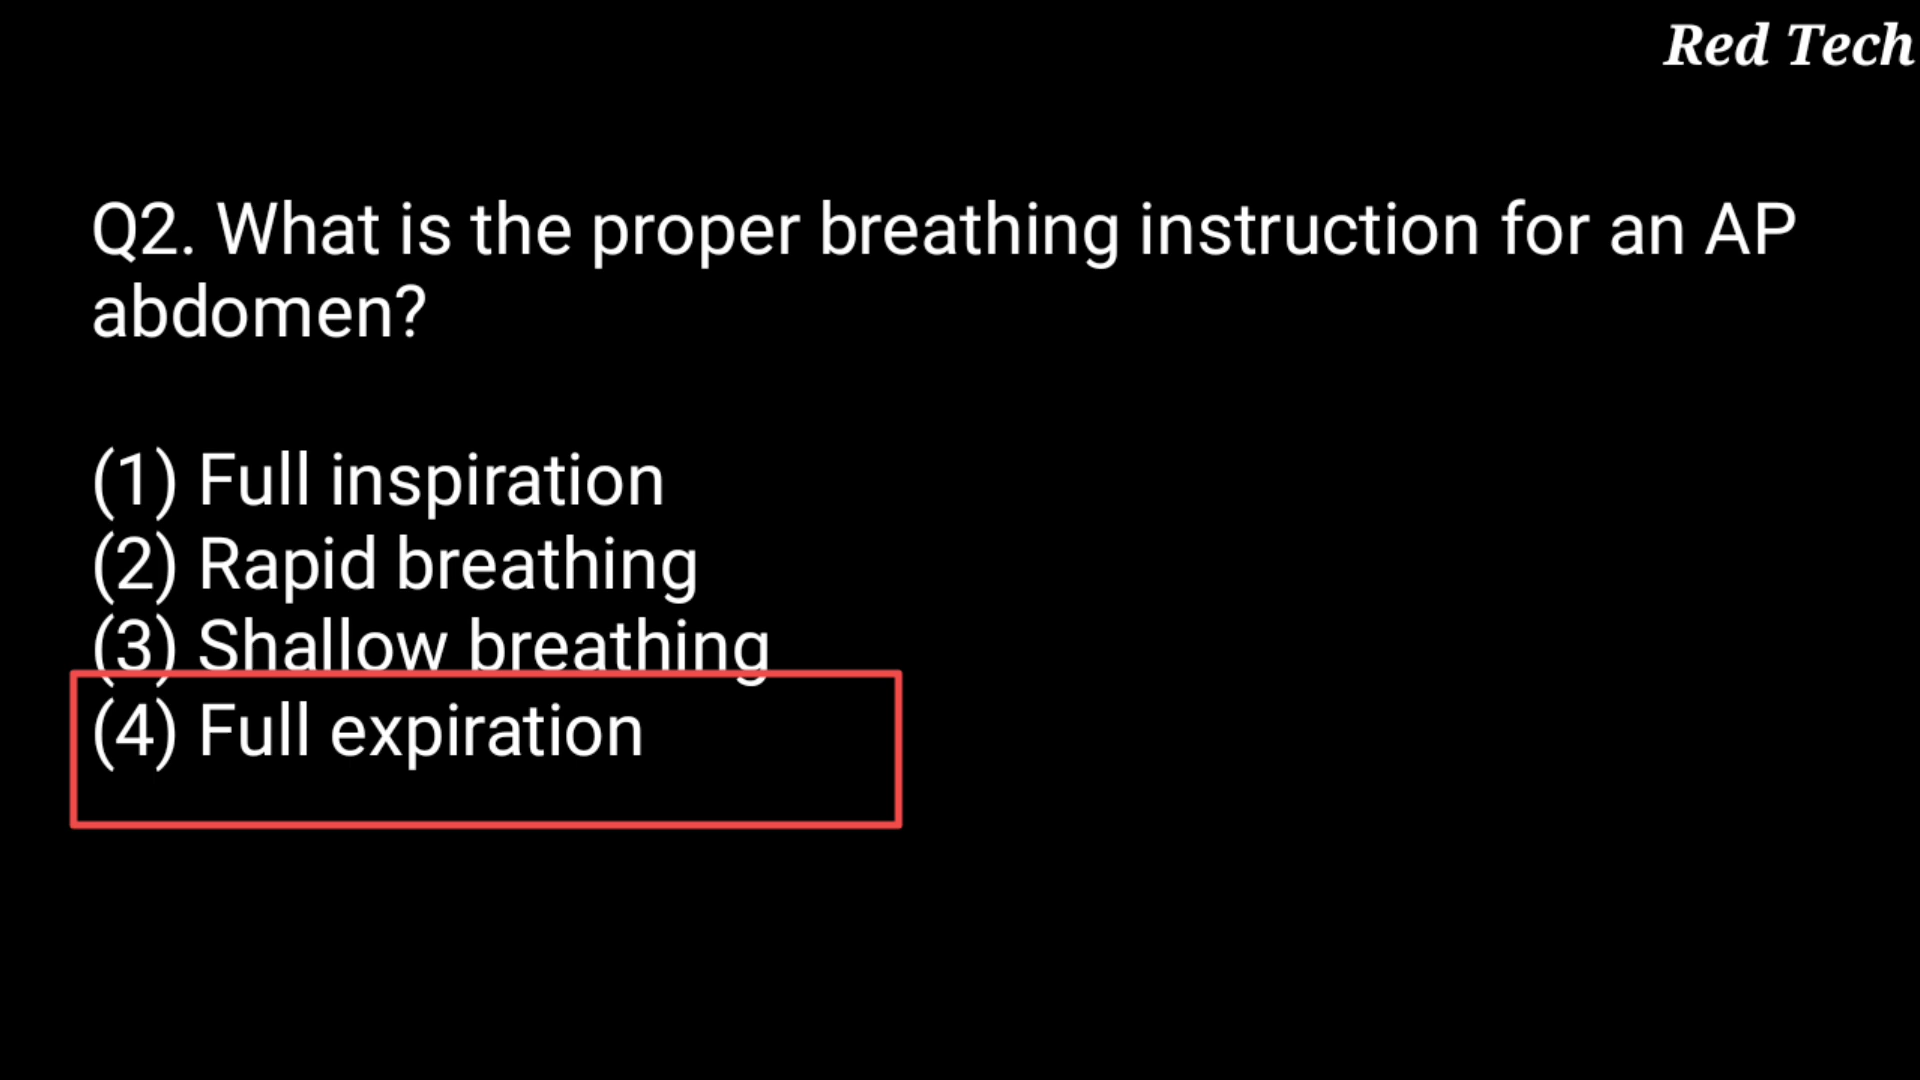 Red Tech
Q2. What is the proper breathing instruction for an AP
abdomen?
(1) Full inspiration
(2) Rapid breathing
(3) Shallow breathing
(4) Full expiration